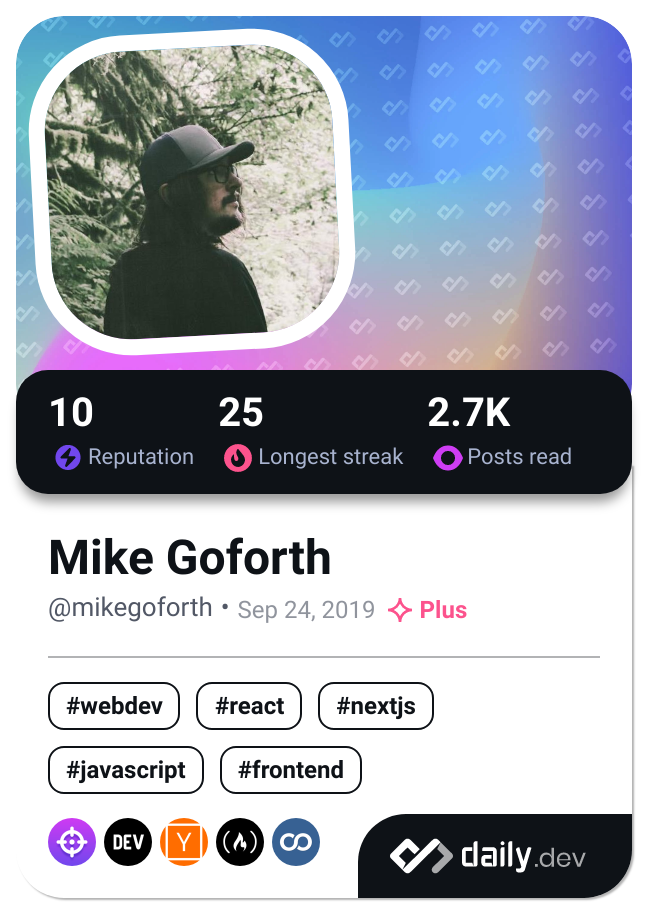 10 25 2.7K
Reputation Longest streak Posts read
Mike Goforth
@mikegoforth • Sep 24, 2019 Plus
#webdev #react #nextjs
#javascript #frontend
DEV Y
daily.dev